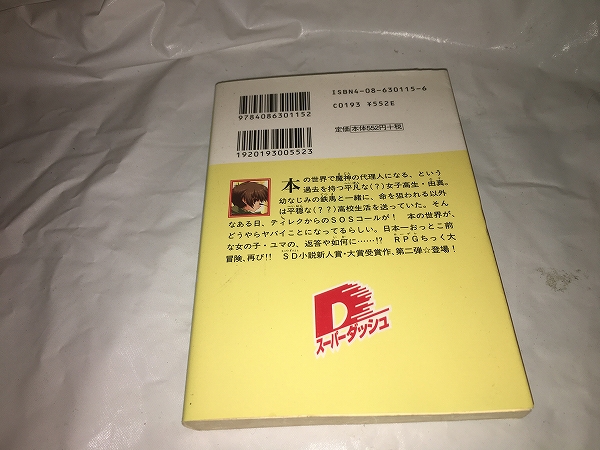 9784086301152
1920193005523
ISBN4-08-630115-6
C0193 ¥552E
定価(本体552円+税)
本の世界で魔神の代理人になる、という
過去を持つ平凡な(?)女子高生・由真。
幼なじみの鉄馬と一緒に、命を狙われる以外
は平穏な(??)高校生活を送っていた。そん
なある日、ティレクからのSOSコールが! 本の世界が、
どうやらヤバイことになってるらしい。日本一おっとこ前
な女の子・ユマの、返答や如何に……!? RPGちっく大
冒険、再び!! SD小説新人賞・大賞受賞作、第二弾☆登場!
D
スーパーダッシュ